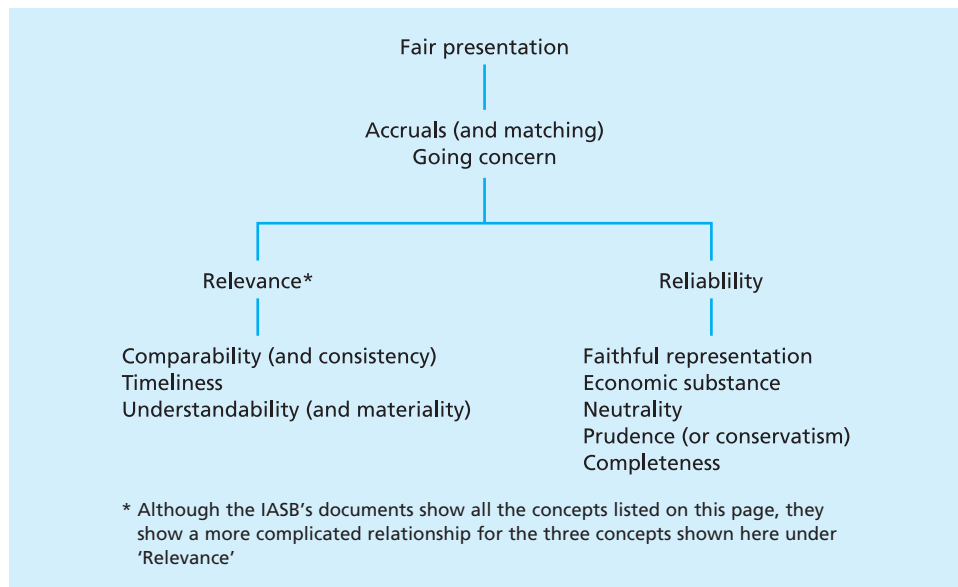 Fair presentation
Accruals (and matching)
Going concern
Relevance*
Reliablility
Comparability (and consistency)
Timeliness
Understandability (and materiality)
Faithful representation
Economic substance
Neutrality
Prudence (or conservatism)
Completeness
* Although the IASB’s documents show all the concepts listed on this page, they
show a more complicated relationship for the three concepts shown here under
‘Relevance’